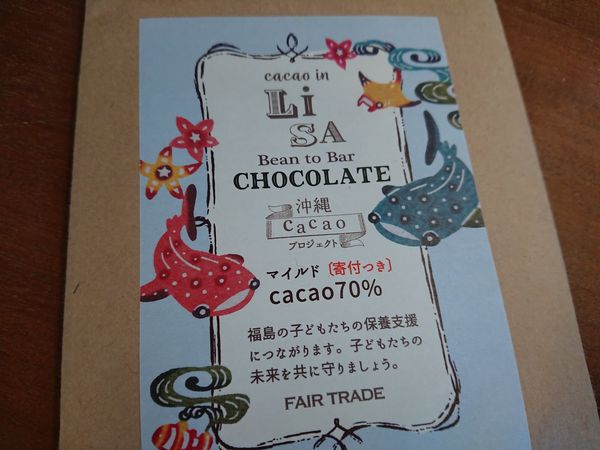 cacao in
LiSA
Bean to Bar
CHOCOLATE
沖縄
cacao
プロジェクト
マイルド [寄付つき]
cacao70%
福島の子どもたちの保養支援
につながります。子どもたちの
未来を共に守りましょう。
FAIR TRADE